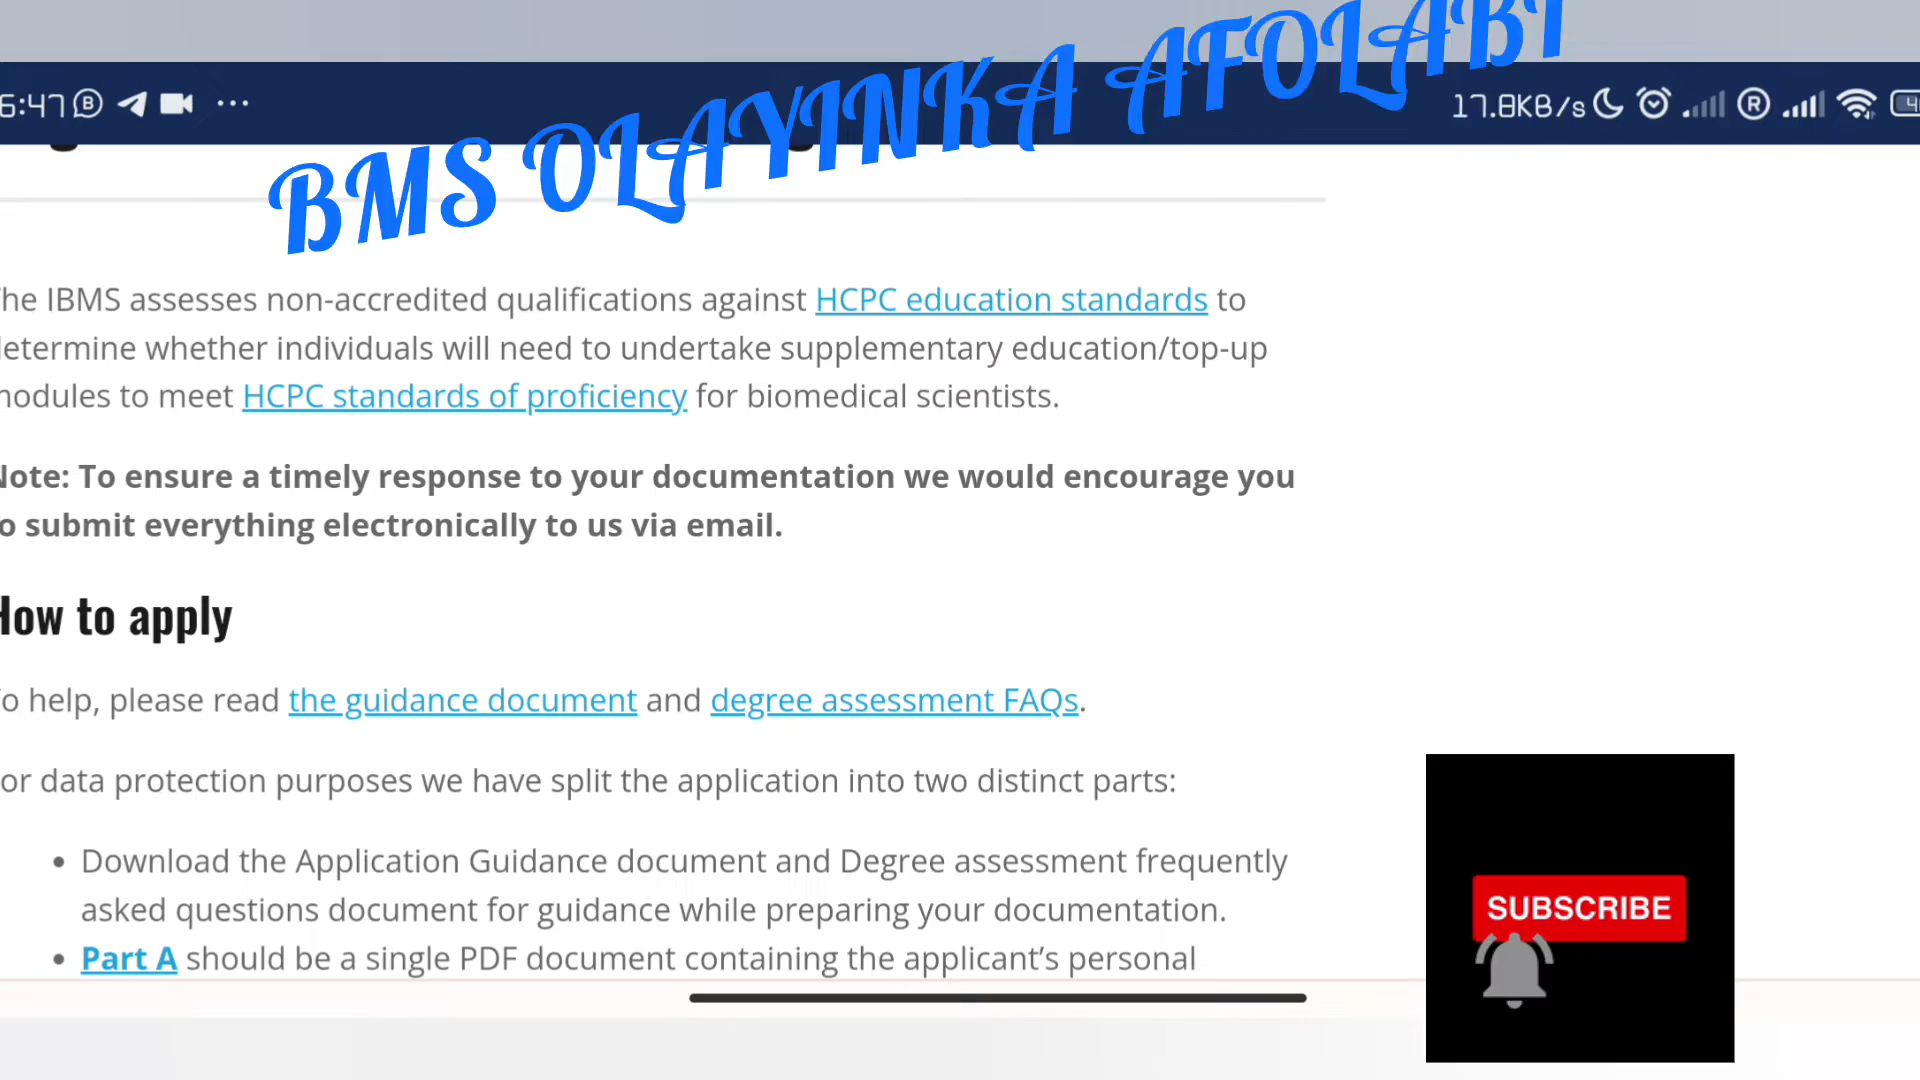 BMS OLAYINKA AFOLABI
6:47 B ...
17.8KB/s R 4
he IBMS assesses non-accredited qualifications against HCPC education standards to
etermine whether individuals will need to undertake supplementary education/top-up
nodules to meet HCPC standards of proficiency for biomedical scientists.
Note: To ensure a timely response to your documentation we would encourage you
o submit everything electronically to us via email.
How to apply
o help, please read the guidance document and degree assessment FAQs.
or data protection purposes we have split the application into two distinct parts:
• Download the Application Guidance document and Degree assessment frequently
asked questions document for guidance while preparing your documentation.
• Part A should be a single PDF document containing the applicant’s personal
SUBSCRIBE